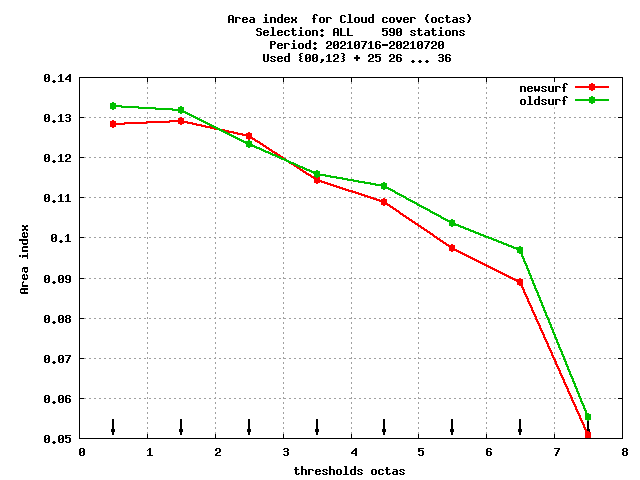 Area index  for Cloud cover (octas)
Selection: ALL    590 stations
Period: 20210716-20210720
Used {00,12} + 25 26 ... 36
newsurf
oldsurf
0.14
0.13
0.12
0.11
0.1
0.09
0.08
0.07
0.06
0.05
Area index
0 1 2 3 4 5 6 7 8
thresholds octas